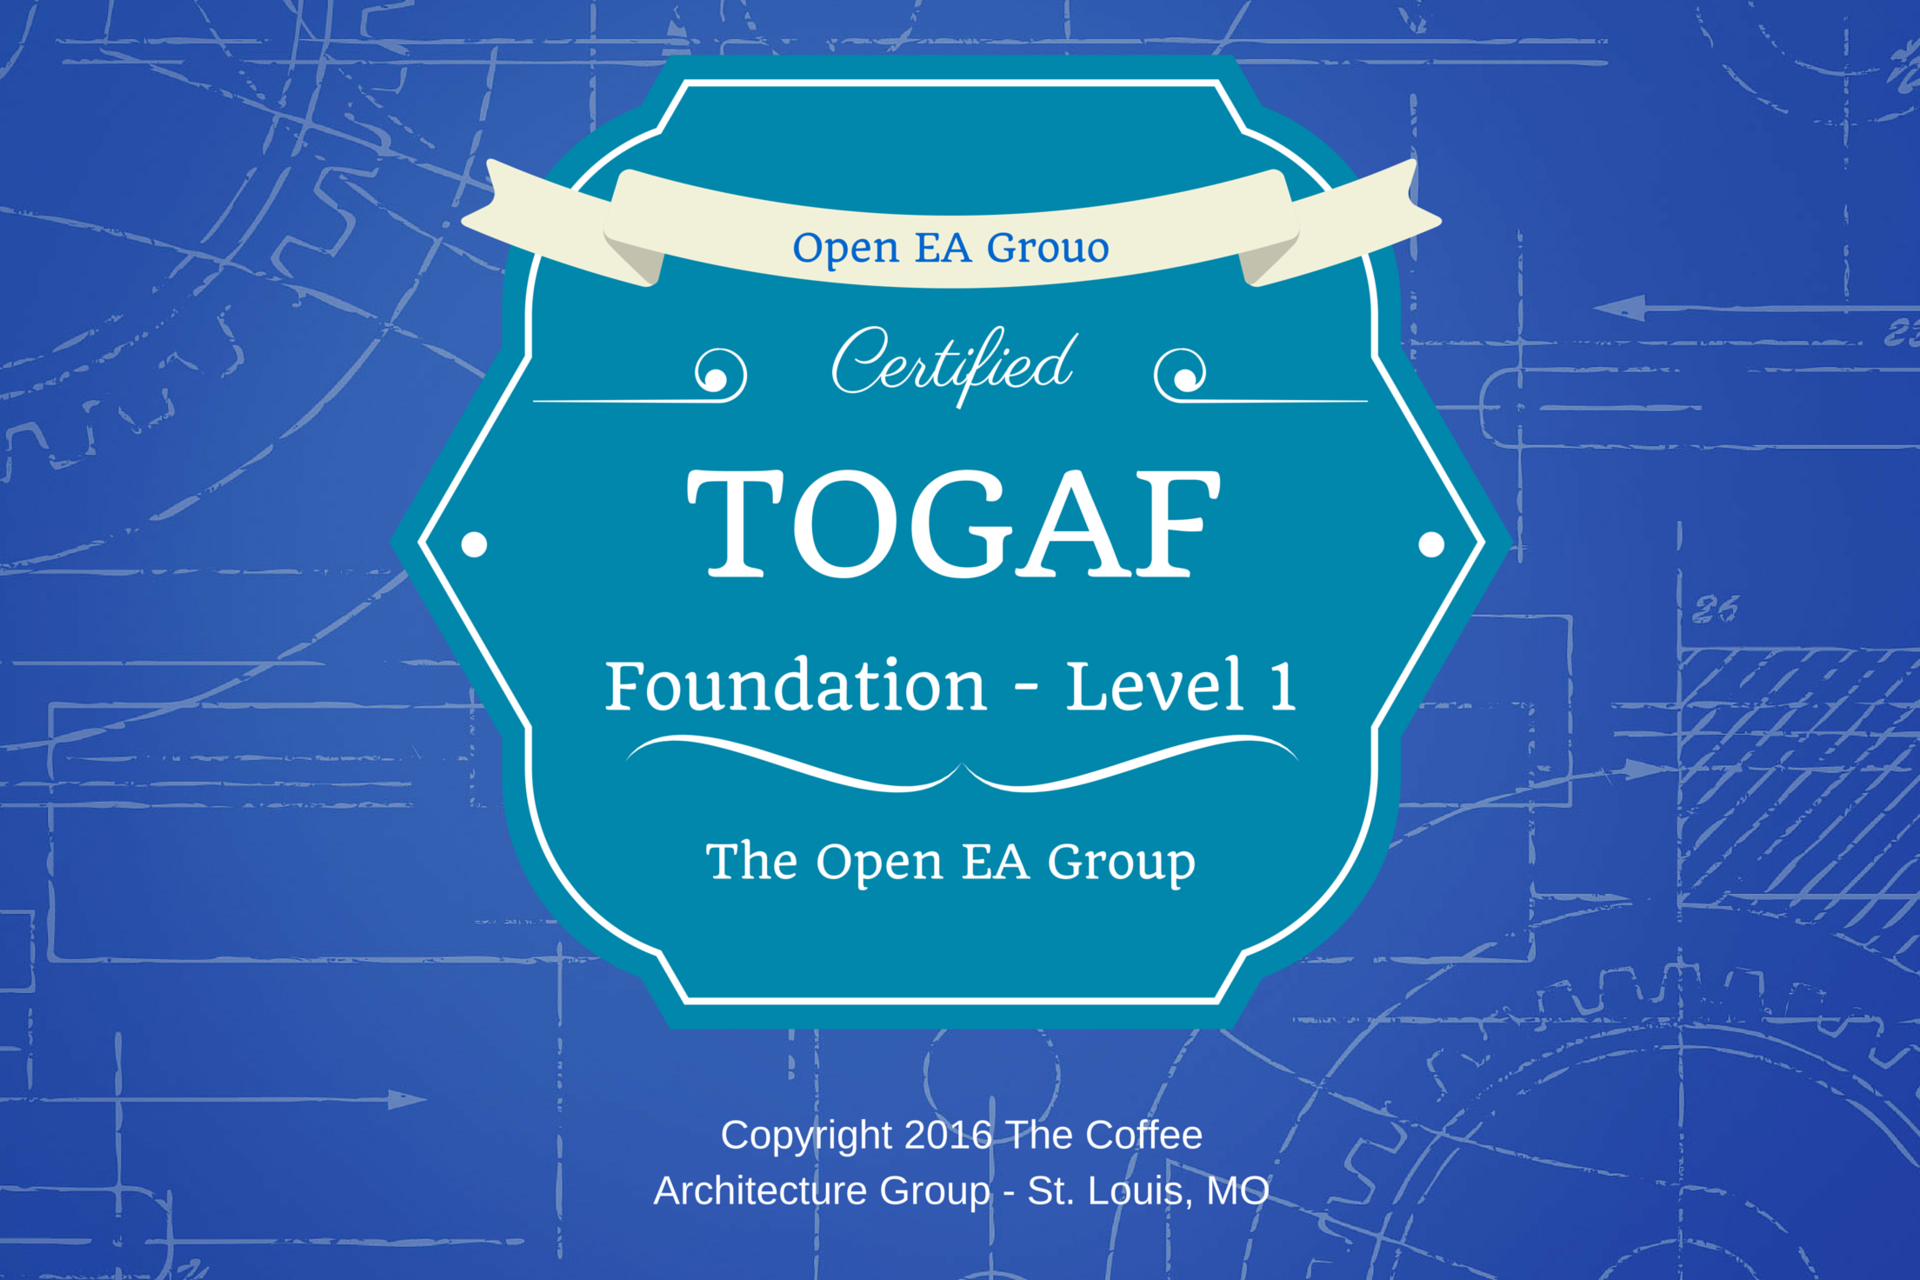 Open EA Grouo
Certified
TOGAF
Foundation - Level 1
The Open EA Group
Copyright 2016 The Coffee
Architecture Group - St. Louis, MO
26